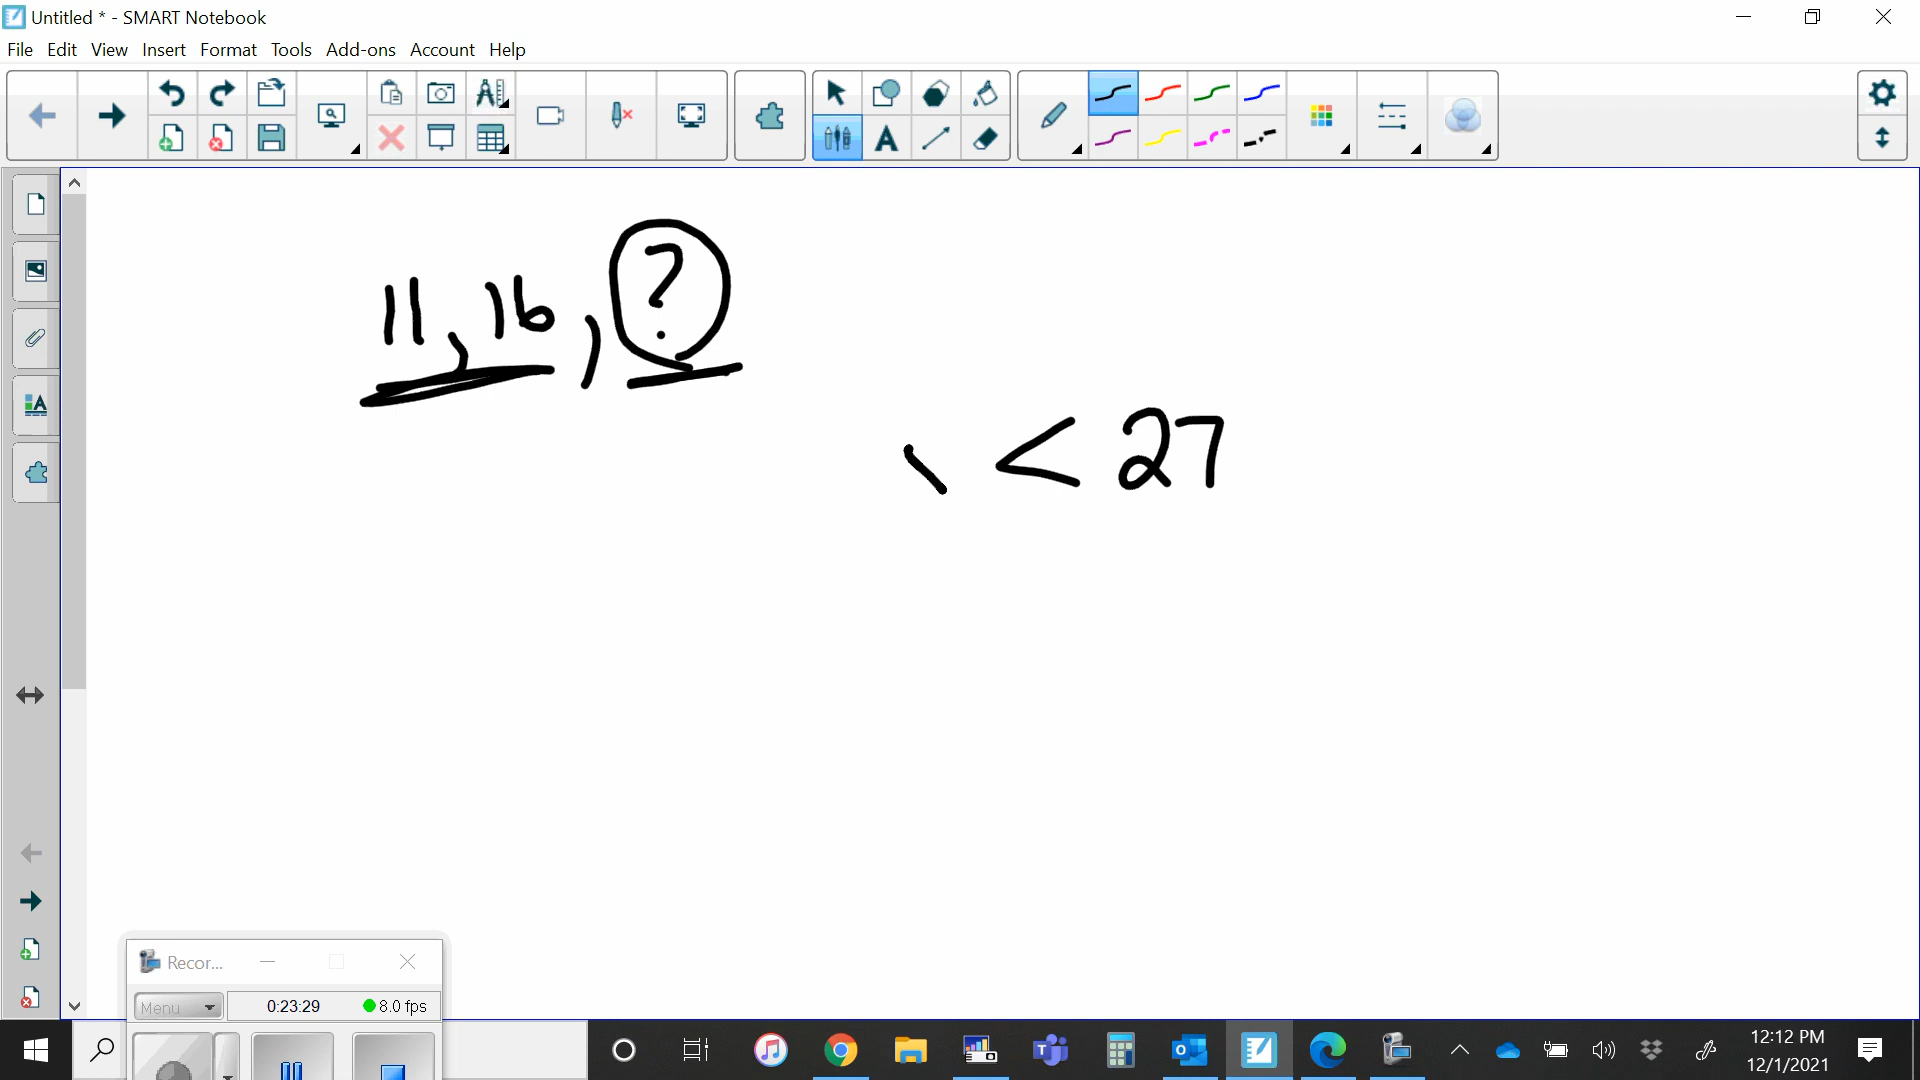 Untitled * - SMART Notebook
File Edit View Insert Format Tools Add-ons Account Help
A
A
11, 16, ?
< 27
Recor...
Menu 0:23:29 8.0 fps
12:12 PM
12/1/2021